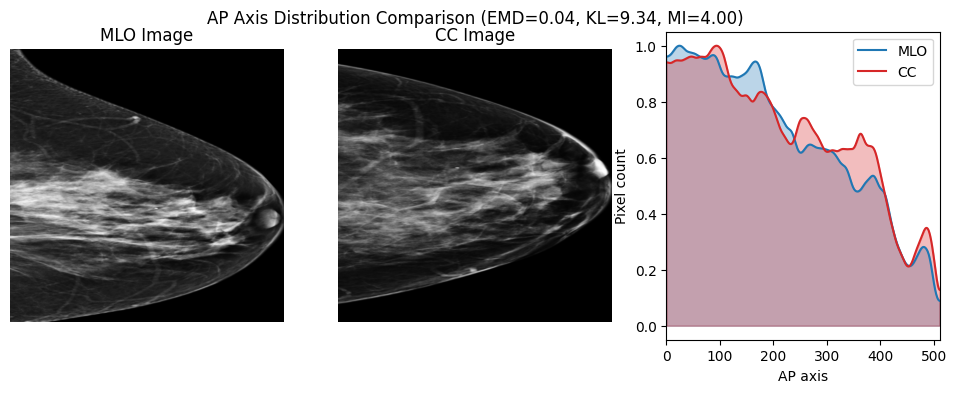 AP Axis Distribution Comparison (EMD=0.04, KL=9.34, MI=4.00)
MLO Image
CC Image
MLO
CC
Pixel count
1.0
0.8
0.6
0.4
0.2
0.0
0 100 200 300 400 500
AP axis